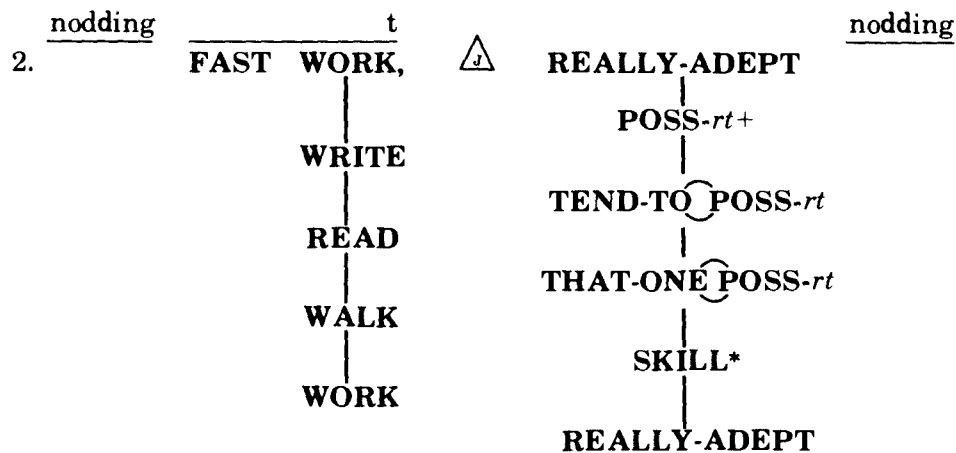 nodding t nodding
2. FAST WORK, J REALLY-ADEPT
POSS-rt+
WRITE
TEND-TO POSS-rt
READ
THAT-ONE POSS-rt
WALK
SKILL*
WORK
REALLY-ADEPT